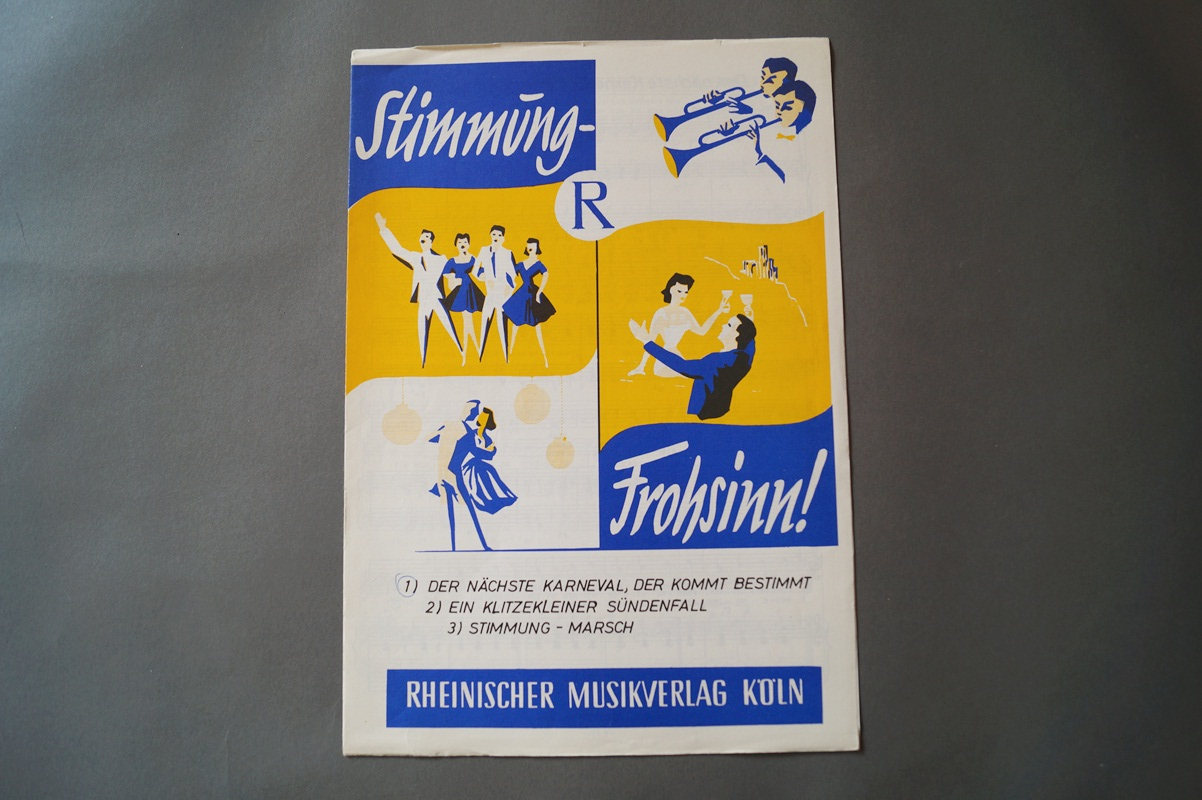 Stimmung-
R
Frohsinn!
1) DER NÄCHSTE KARNEVAL, DER KOMMT BESTIMMT
2) EIN KLITZEKLEINER SÜNDENFALL
3) STIMMUNG - MARSCH
RHEINISCHER MUSIKVERLAG KÖLN